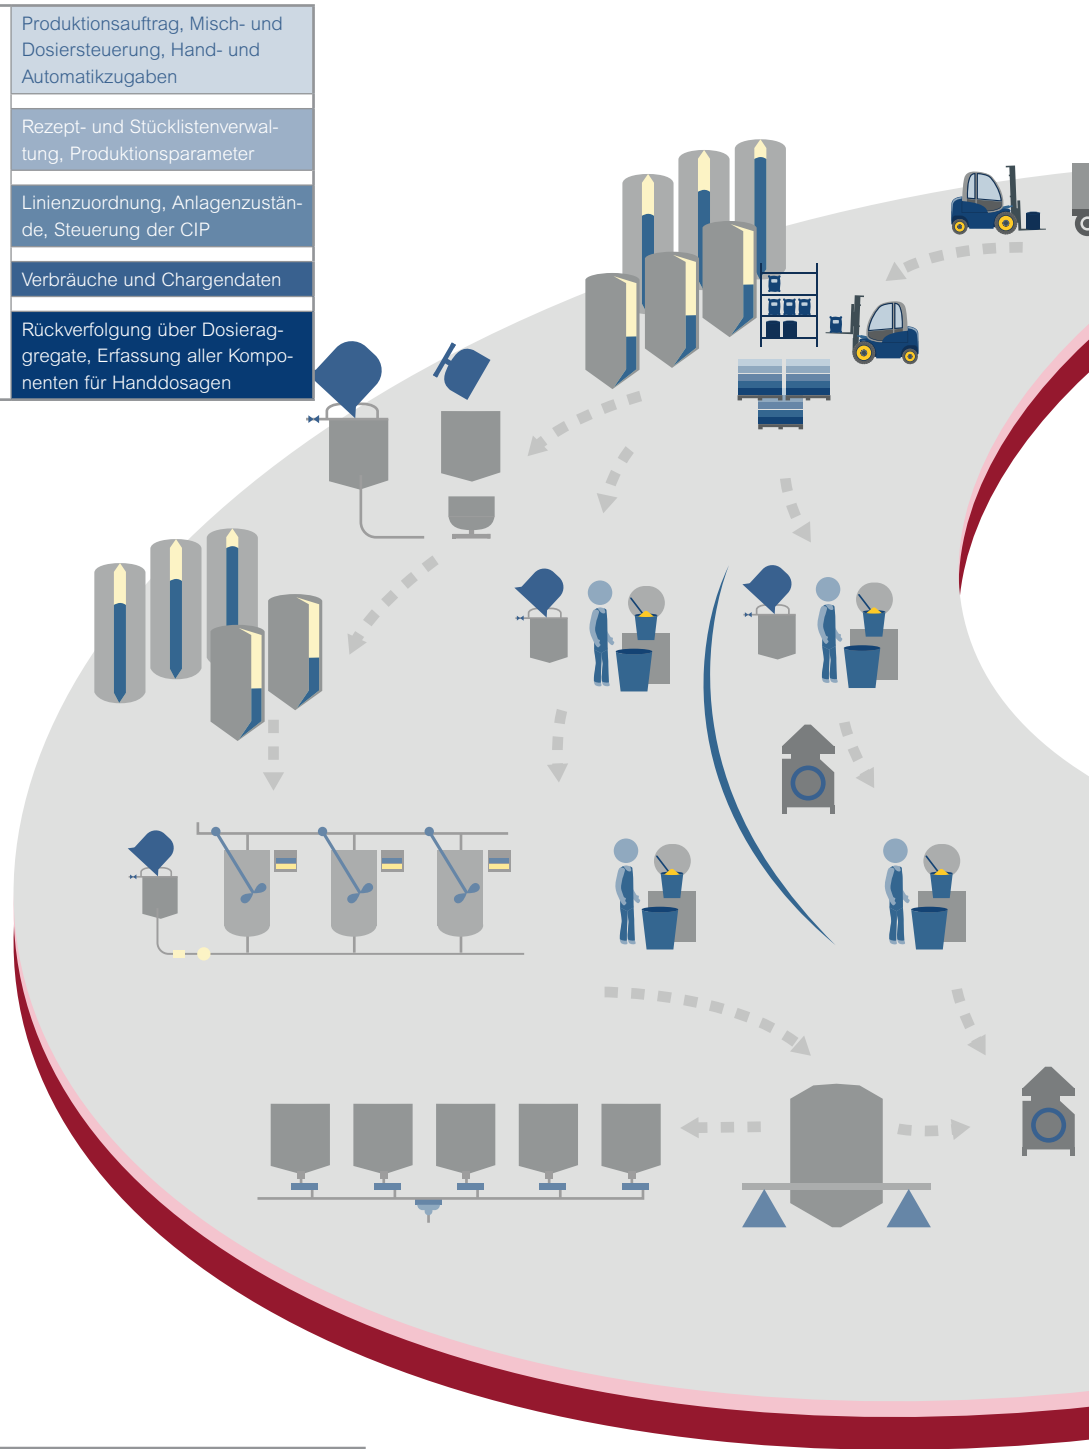 Produktionsauftrag, Misch- und
Dosiersteuerung, Hand- und
Automatikzugaben
Rezept- und Stücklistenverwal-
tung, Produktionsparameter
Linienzuordnung, Anlagenzustän-
de, Steuerung der CIP
Verbräuche und Chargendaten
Rückverfolgung über Dosierag-
gregate, Erfassung aller Kompo-
nenten für Handdosagen